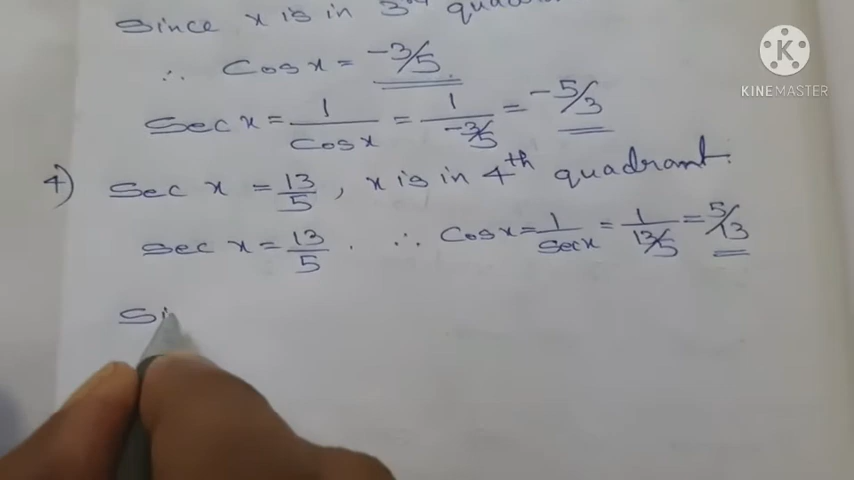 Since x is in 3rd
∴ Cos x = -3/5
Sec x = 1/Cos x = 1/-3/5 = -5/3
4) Sec x = 13/5, x is in 4th quadrant.
Sec x = 13/5. ∴ Cos x = 1/Sec x = 1/13/5 = 5/13
Si
K
KINEMASTER